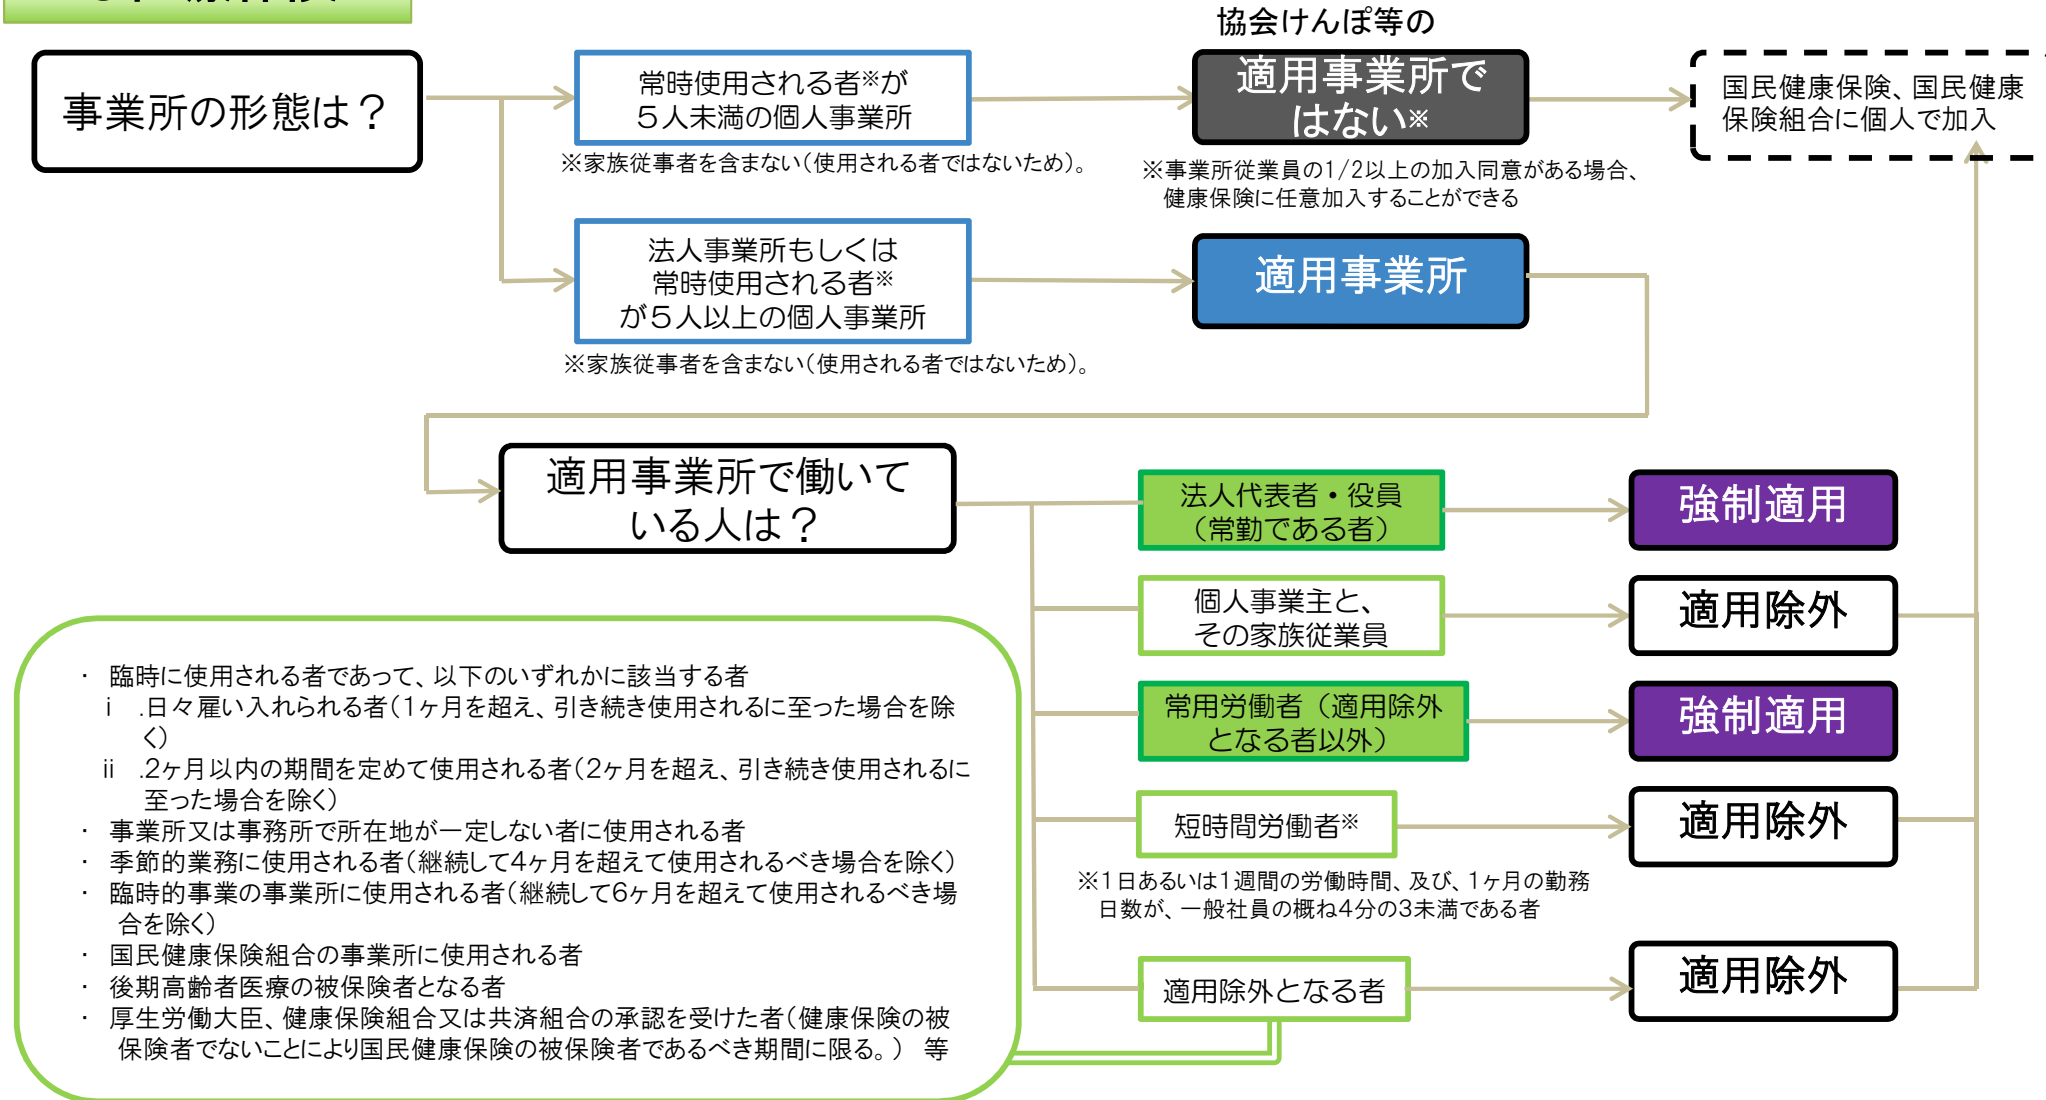 協会けんぽ等の
事業所の形態は？
常時使用される者※が
５人未満の個人事業所
※家族従事者を含まない（使用される者ではないため）。
適用事業所で
はない※
※事業所従業員の1/2以上の加入同意がある場合、
健康保険に任意加入することができる
国民健康保険、国民健康
保険組合に個人で加入
法人事業所もしくは
常時使用される者※
が５人以上の個人事業所
※家族従事者を含まない（使用される者ではないため）。
適用事業所
適用事業所で働いて
いる人は？
法人代表者・役員
（常勤である者）
強制適用
個人事業主と、
その家族従業員
適用除外
常用労働者（適用除外
となる者以外）
強制適用
短時間労働者※
適用除外
※1日あるいは1週間の労働時間、及び、1ヶ月の勤務
日数が、一般社員の概ね4分の3未満である者
適用除外となる者
適用除外
・ 臨時に使用される者であって、以下のいずれかに該当する者
ⅰ .日々雇い入れられる者（1ヶ月を超え、引き続き使用されるに至った場合を除
く）
ⅱ .2ヶ月以内の期間を定めて使用される者（2ヶ月を超え、引き続き使用されるに
至った場合を除く）
・ 事業所又は事務所で所在地が一定しない者に使用される者
・ 季節的業務に使用される者（継続して4ヶ月を超えて使用されるべき場合を除く）
・ 臨時的事業の事業所に使用される者（継続して6ヶ月を超えて使用されるべき場
合を除く）
・ 国民健康保険組合の事業所に使用される者
・ 後期高齢者医療の被保険者となる者
・ 厚生労働大臣、健康保険組合又は共済組合の承認を受けた者（健康保険の被
保険者でないことにより国民健康保険の被保険者であるべき期間に限る。） 等